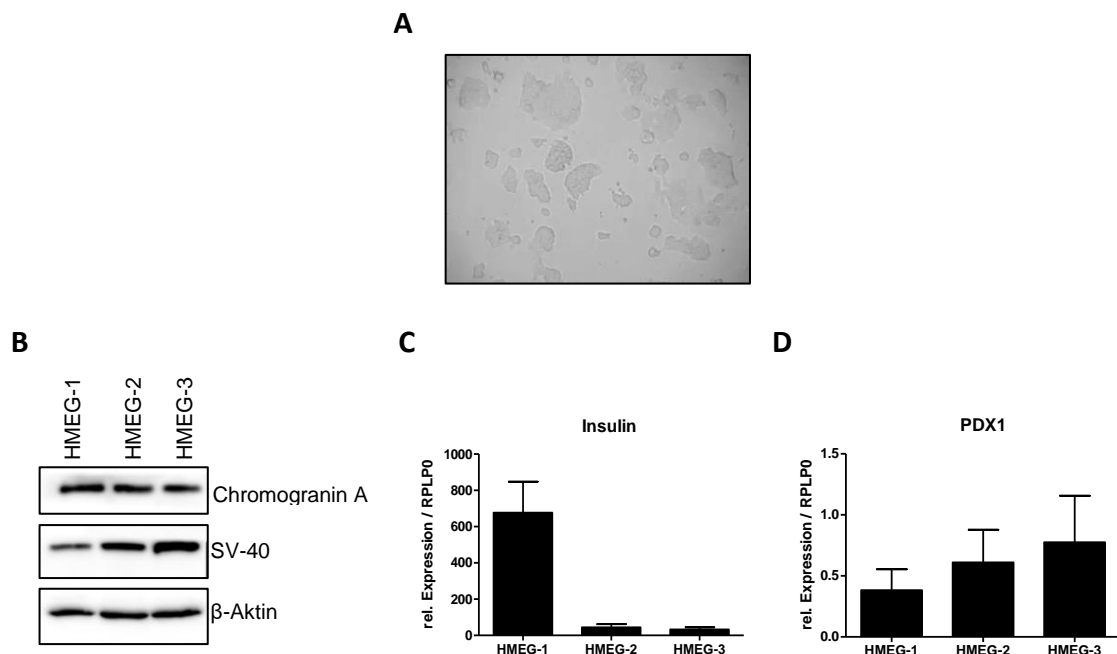 A
B
HMEG-1
HMEG-2
HMEG-3
Chromogranin A
SV-40
β-Aktin
C
Insulin
rel. Expression / RPLP0
1000
800
600
400
200
0
HMEG-1 HMEG-2 HMEG-3
D
PDX1
rel. Expression / RPLP0
1.5
1.0
0.5
0.0
HMEG-1 HMEG-2 HMEG-3